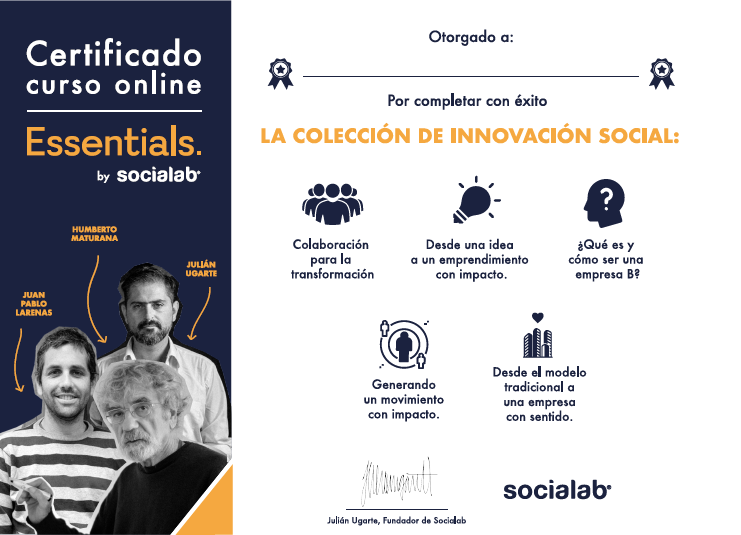 Certificado
curso online
Essentials.
by socialab
HUMBERTO
MATURANA
JULIÁN
UGARTE
JUAN
PABLO
LARENAS
Otorgado a:
Por completar con éxito
LA COLECCIÓN DE INNOVACIÓN SOCIAL:
Colaboración
para la
transformación
Desde una idea
a un emprendimiento
con impacto.
?
¿Qué es y
cómo ser una
empresa B?
Generando
un movimiento
con impacto.
Desde el modelo
tradicional a
una empresa
con sentido.
Julián Ugarte, Fundador de Socialab
socialab